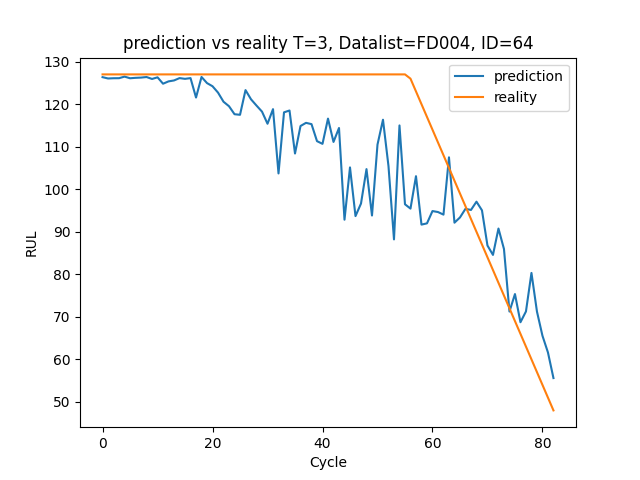 prediction vs reality T=3, Datalist=FD004, ID=64
130
120
110
100
90
80
70
60
50
RUL
prediction
reality
0
20
40
60
80
Cycle